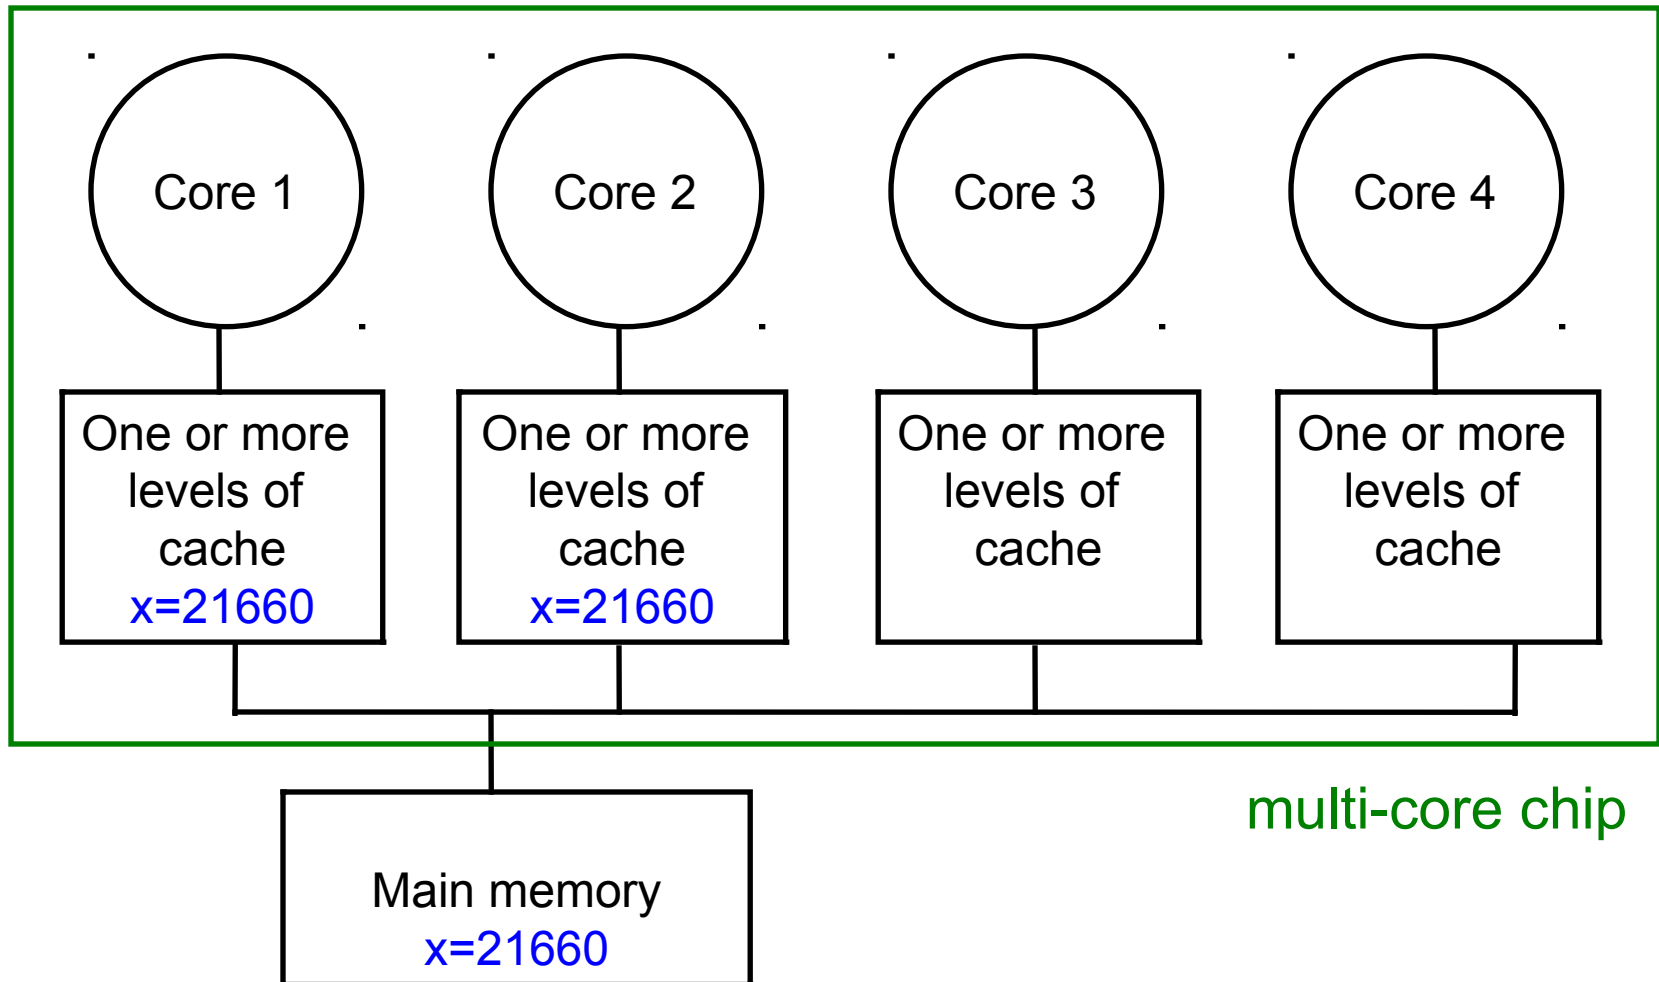 Core 1
Core 2
Core 3
Core 4
One or more
levels of
cache
x=21660
One or more
levels of
cache
x=21660
One or more
levels of
cache
One or more
levels of
cache
multi-core chip
Main memory
x=21660